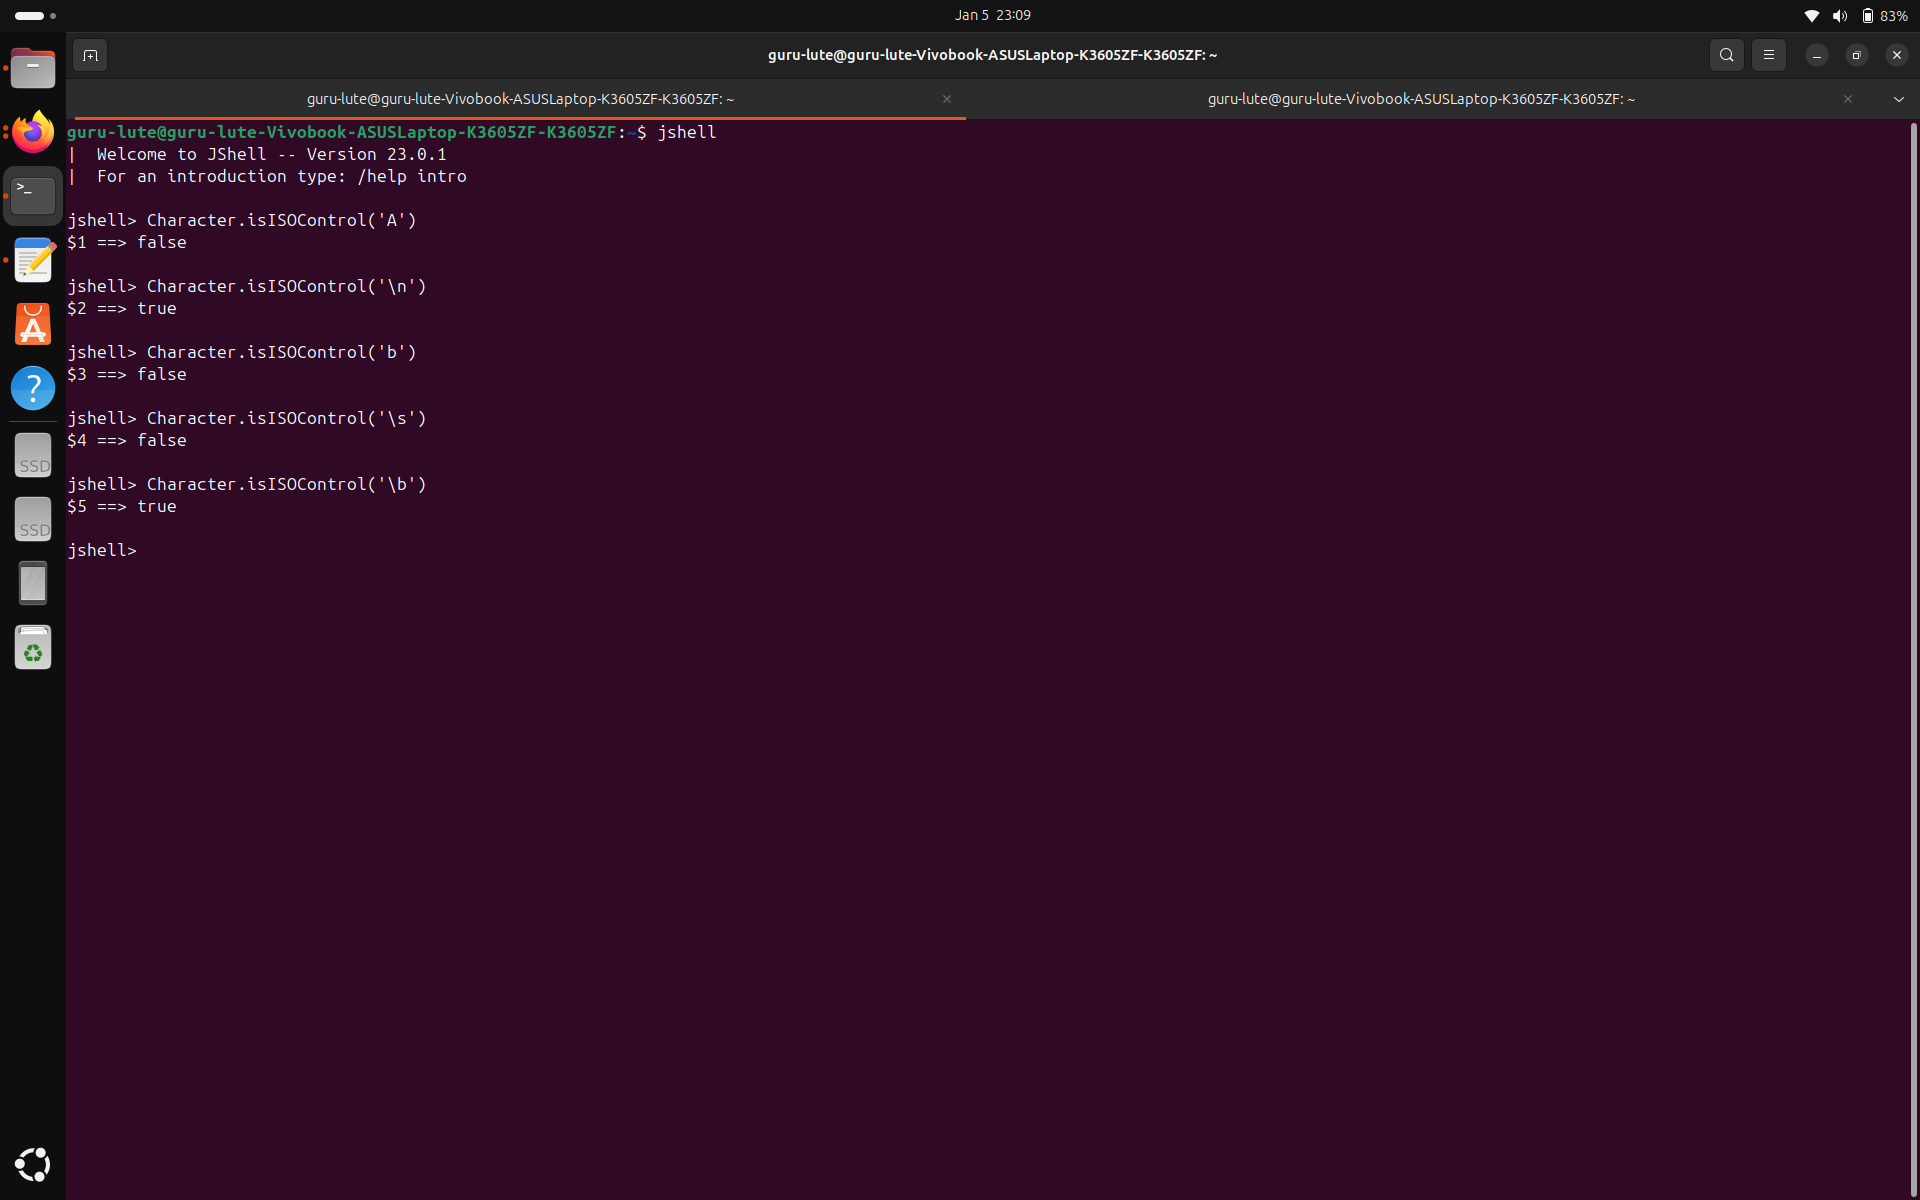 Jan 5 23:09
83%
guru-lute@guru-lute-Vivobook-ASUSLaptop-K3605ZF-K3605ZF: ~
guru-lute@guru-lute-Vivobook-ASUSLaptop-K3605ZF-K3605ZF: ~
guru-lute@guru-lute-Vivobook-ASUSLaptop-K3605ZF-K3605ZF: ~
guru-lute@guru-lute-Vivobook-ASUSLaptop-K3605ZF-K3605ZF:~$ jshell
|  Welcome to JShell -- Version 23.0.1
|  For an introduction type: /help intro
jshell> Character.isISOControl('A')
$1 ==> false
jshell> Character.isISOControl('\n')
$2 ==> true
jshell> Character.isISOControl('b')
$3 ==> false
jshell> Character.isISOControl('\s')
$4 ==> false
jshell> Character.isISOControl('\b')
$5 ==> true
jshell>
SSD
SSD